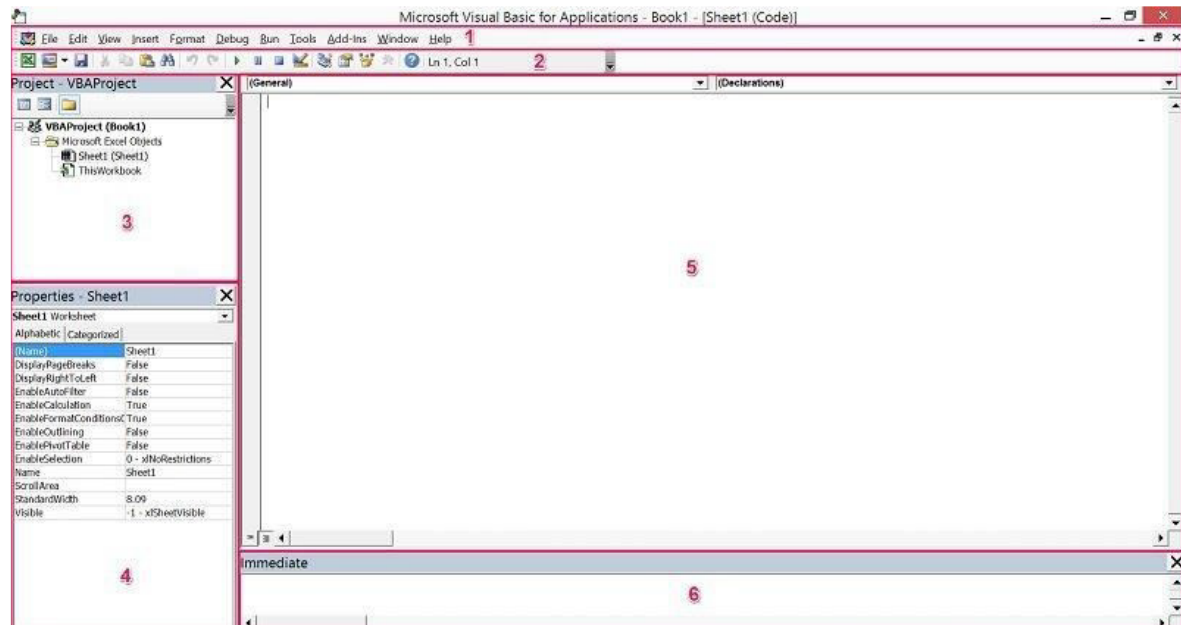 Microsoft Visual Basic for Applications - Book1 - [Sheet1 (Code)]
File Edit View Insert Format Debug Run Tools Add-Ins Window Help 1
Ln 1, Col 1 2
Project - VBAProject
(General) (Declarations)
VBAProject (Book1)
Microsoft Excel Objects
Sheet1 (Sheet1)
ThisWorkbook
3
5
Properties - Sheet1
Sheet1 Worksheet
Alphabetic Categorized
(Name) Sheet1
DisplayPageBreaks False
DisplayRightToLeft False
EnableAutoFilter False
EnableCalculation True
EnableFormatConditionsC True
EnableOutlining False
EnablePivotTable False
EnableSelection 0 - xlNoRestrictions
Name Sheet1
ScrollArea
StandardWidth 8.09
Visible -1 - xlSheetVisible
4
Immediate
6